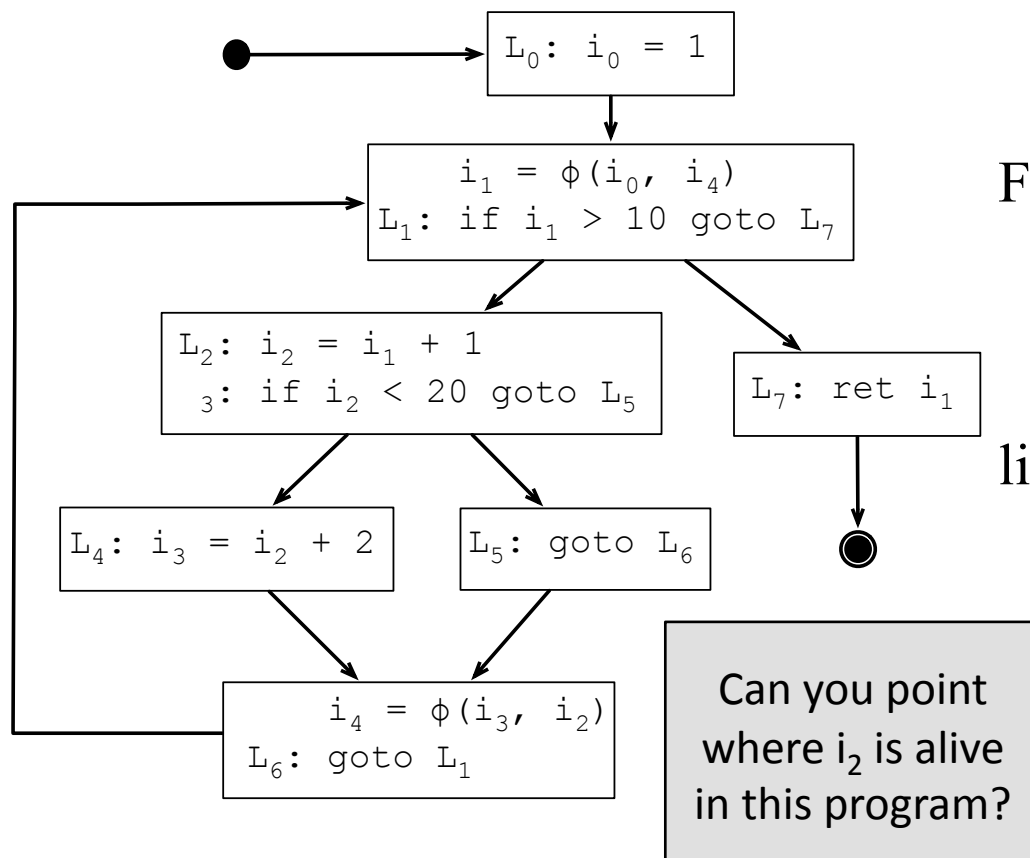 L₀: i₀ = 1
i₁ = ϕ(i₀, i₄)
L₁: if i₁ > 10 goto L₇
L₂: i₂ = i₁ + 1
₃: if i₂ < 20 goto L₅
L₇: ret i₁
L₄: i₃ = i₂ + 2
L₅: goto L₆
i₄ = ϕ(i₃, i₂)
L₆: goto L₁
F
li
Can you point
where i₂ is alive
in this program?